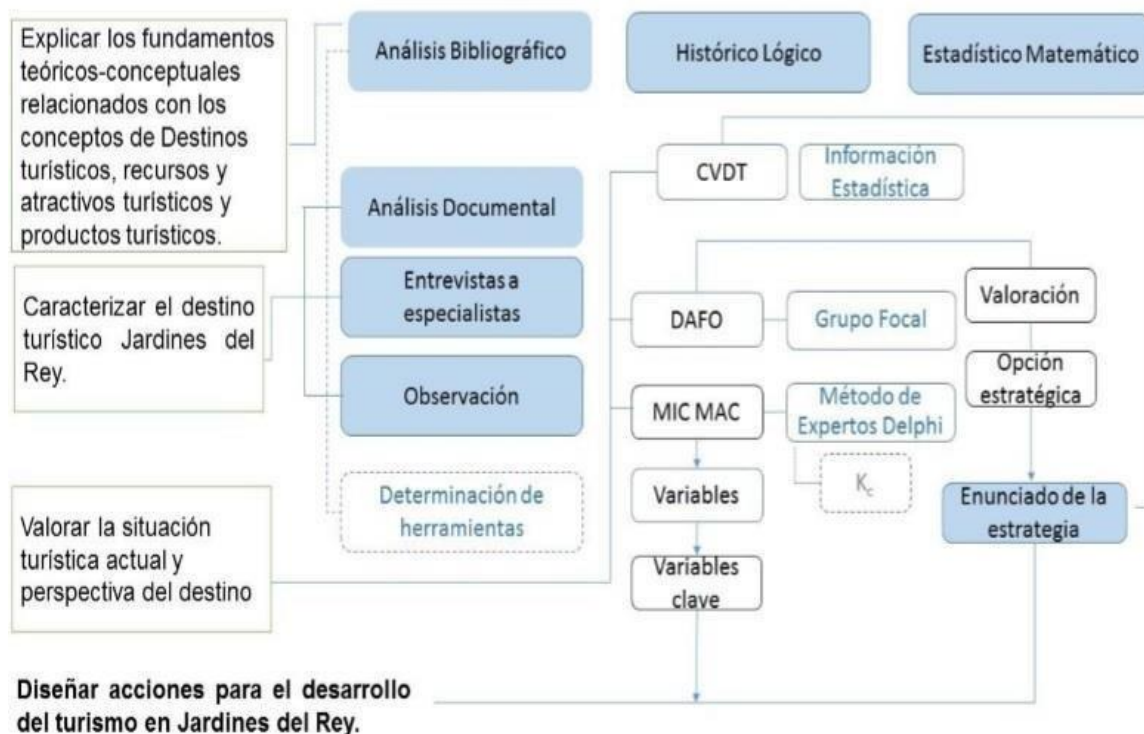 Explicar los fundamentos
teóricos-conceptuales
relacionados con los
conceptos de Destinos
turísticos, recursos y
atractivos turísticos y
productos turísticos.
Caracterizar el destino
turístico Jardines del
Rey.
Valorar la situación
turística actual y
perspectiva del destino
Diseñar acciones para el desarrollo
del turismo en Jardines del Rey.
Análisis Bibliográfico
Histórico Lógico
Estadístico Matemático
Análisis Documental
Entrevistas a
especialistas
Observación
Determinación de
herramientas
CVDT
Información
Estadística
DAFO
Grupo Focal
MIC MAC
Método de
Expertos Delphi
Kc
Variables
Variables
clave
Valoración
Opción
estratégica
Enunciado de la
estrategia